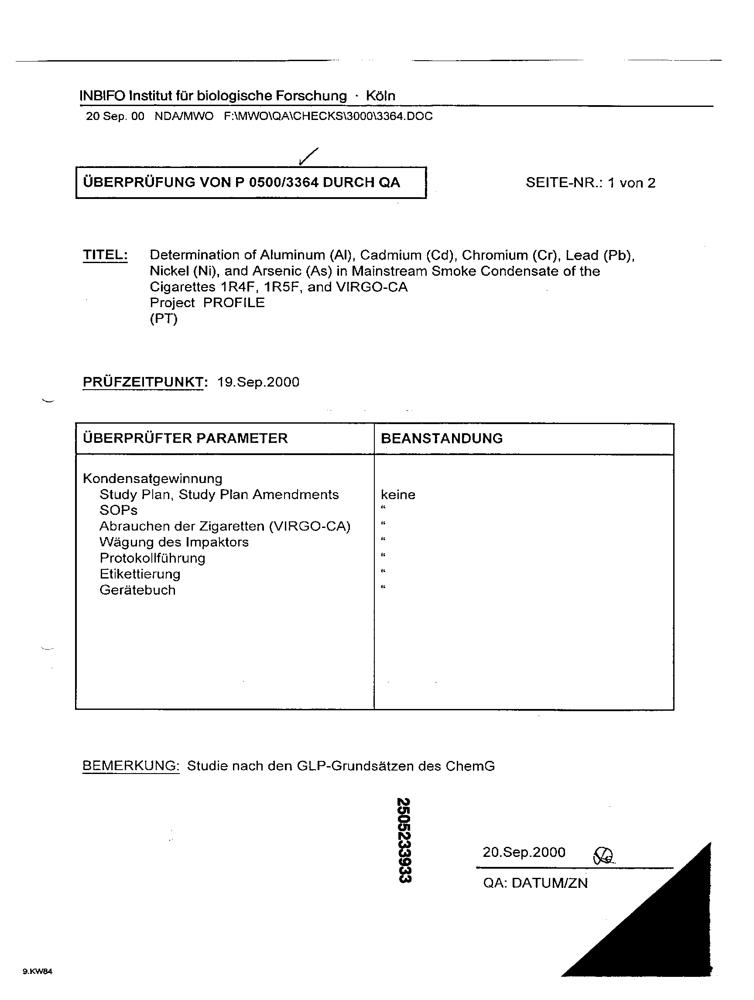 INBIFO Institut für biologische Forschung · Köln
20 Sep. 00 NDA/MWO F:\MWO\QA\CHECKS\3000\3364.DOC
ÜBERPRÜFUNG VON P 0500/3364 DURCH QA
SEITE-NR.: 1 von 2
TITEL: Determination of Aluminum (Al), Cadmium (Cd), Chromium (Cr), Lead (Pb),
Nickel (Ni), and Arsenic (As) in Mainstream Smoke Condensate of the
Cigarettes 1R4F, 1R5F, and VIRGO-CA
Project PROFILE
(PT)
PRÜFZEITPUNKT: 19.Sep.2000
ÜBERPRÜFTER PARAMETER BEANSTANDUNG
Kondensatgewinnung
Study Plan, Study Plan Amendments keine
SOPs “
Abrauchen der Zigaretten (VIRGO-CA) “
Wägung des Impaktors “
Protokollführung “
Etikettierung “
Gerätebuch “
BEMERKUNG: Studie nach den GLP-Grundsätzen des ChemG
2505233933
20.Sep.2000
QA: DATUM/ZN
9.KW84